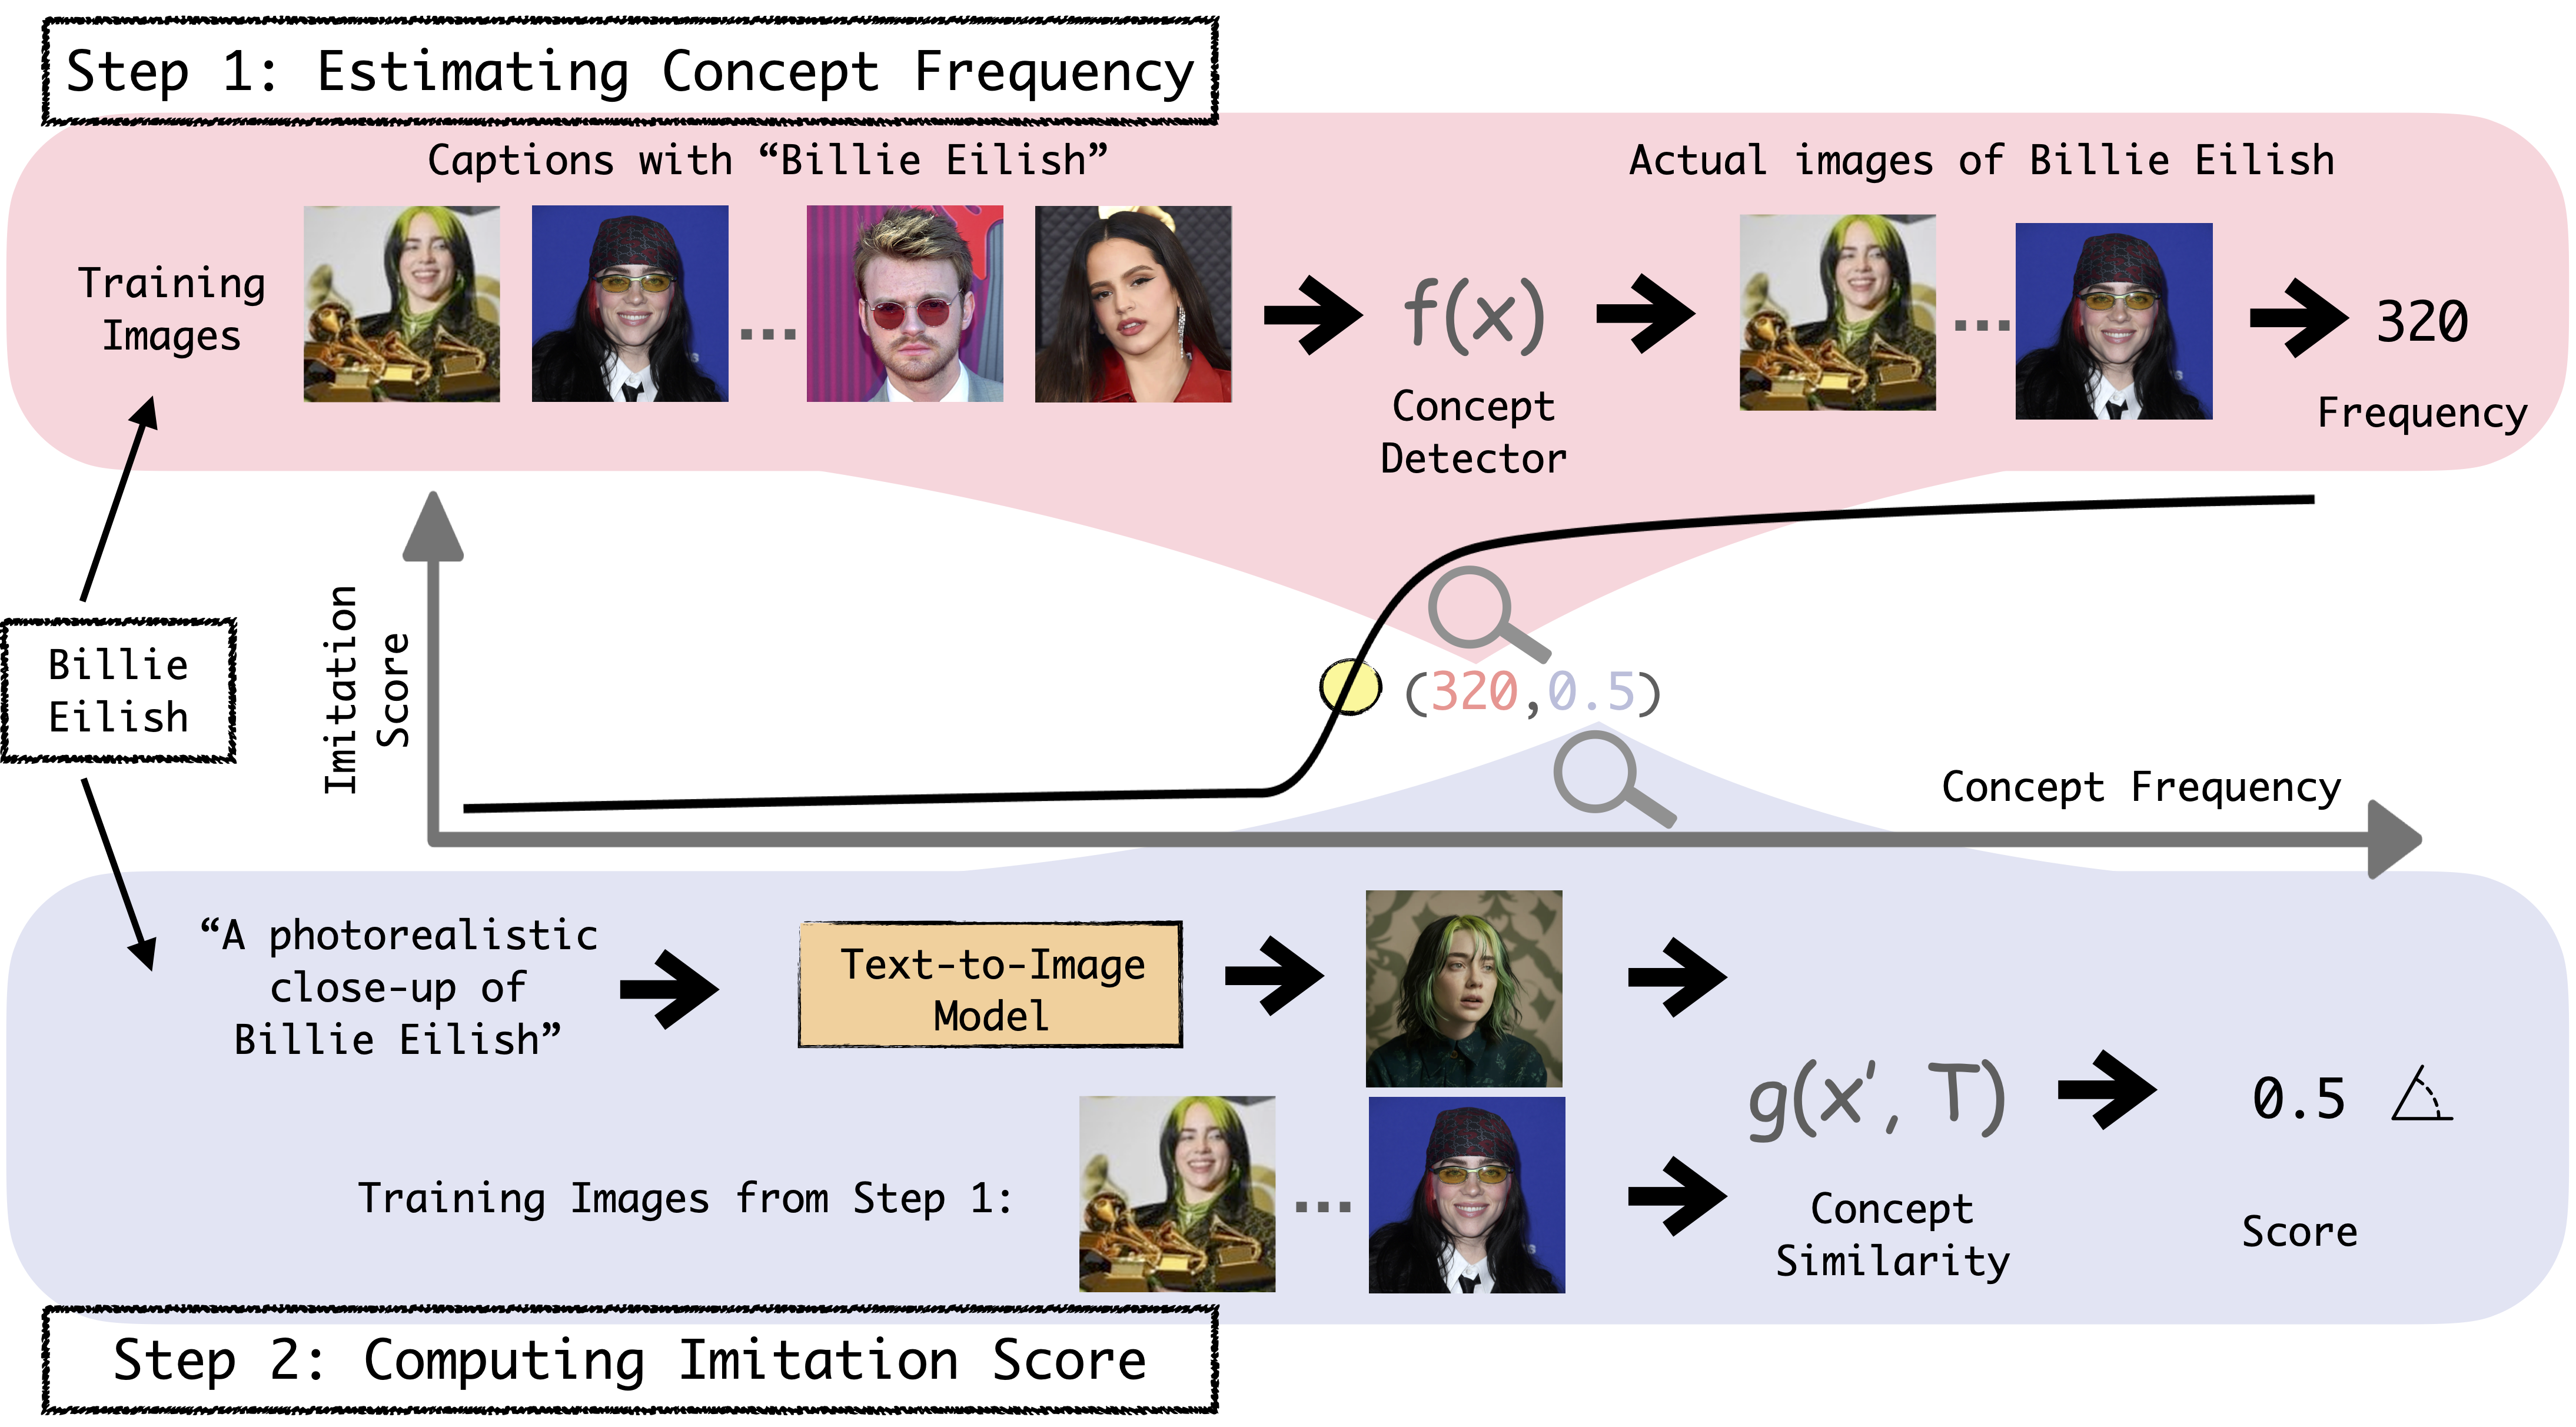 Step 1: Estimating Concept Frequency
Captions with “Billie Eilish”
Actual images of Billie Eilish
Training
Images
f(x)
Concept
Detector
320
Frequency
Billie
Eilish
Imitation
Score
(320,0.5)
Concept Frequency
“A photorealistic
close-up of
Billie Eilish”
Text-to-Image
Model
Training Images from Step 1:
g(x', T)
Concept
Similarity
0.5
Score
Step 2: Computing Imitation Score